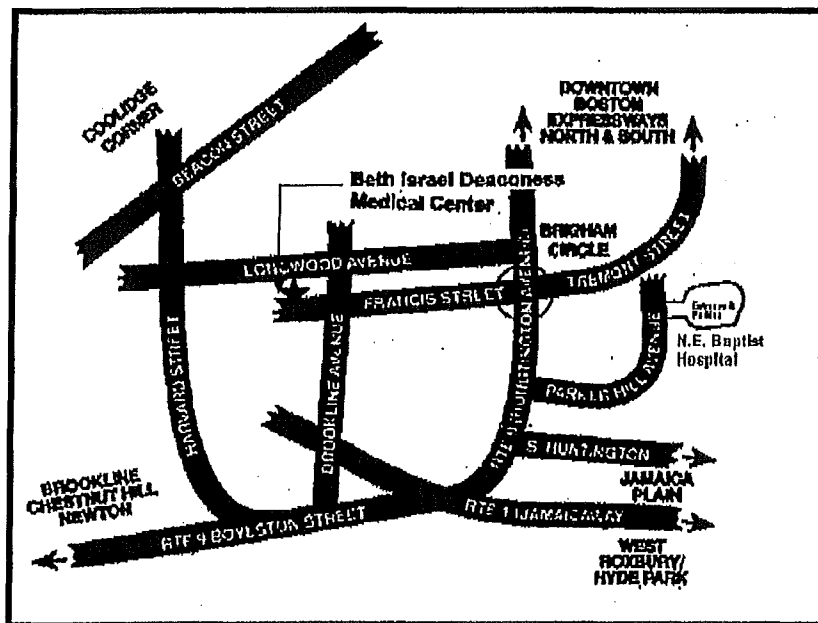 COOLIDGE
CORNER
BEACON STREET
DOWNTOWN
BOSTON
EXPRESSWAYS
NORTH & SOUTH
Beth Israel Deaconess
Medical Center
BRIGHAM
CIRCLE
LONGWOOD AVENUE
FRANCIS STREET
TREMONT STREET
HARVARD STREET
BROOKLINE AVENUE
RTE 9 HUNTINGTON AVENUE
PARKER HILL AVENUE
N.E. Baptist
Hospital
S. HUNTINGTON
JAMAICA
PLAIN
BROOKLINE
CHESTNUT HILL
NEWTON
RTE 9 BOYLSTON STREET
RTE 1 JAMAICAWAY
WEST
ROXBURY/
HYDE PARK